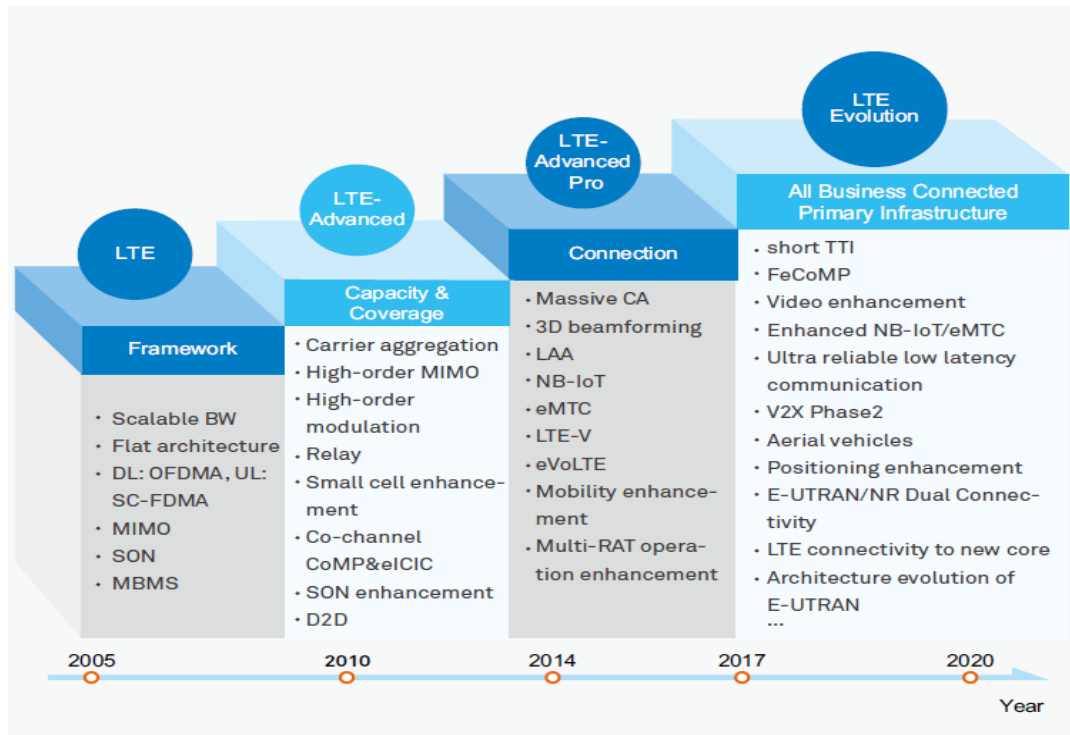 LTE
Framework
• Scalable BW
• Flat architecture
• DL: OFDMA, UL:
SC-FDMA
• MIMO
• SON
• MBMS
LTE-
Advanced
Capacity &
Coverage
• Carrier aggregation
• High-order MIMO
• High-order
modulation
• Relay
• Small cell enhance-
ment
• Co-channel
CoMP&eICIC
• SON enhancement
• D2D
LTE-
Advanced
Pro
Connection
• Massive CA
• 3D beamforming
• LAA
• NB-IoT
• eMTC
• LTE-V
• eVoLTE
• Mobility enhance-
ment
• Multi-RAT opera-
tion enhancement
LTE
Evolution
All Business Connected
Primary Infrastructure
• short TTI
• FeCoMP
• Video enhancement
• Enhanced NB-IoT/eMTC
• Ultra reliable low latency
communication
• V2X Phase2
• Aerial vehicles
• Positioning enhancement
• E-UTRAN/NR Dual Connec-
tivity
• LTE connectivity to new core
• Architecture evolution of
E-UTRAN
...
2005
2010
2014
2017
2020
Year